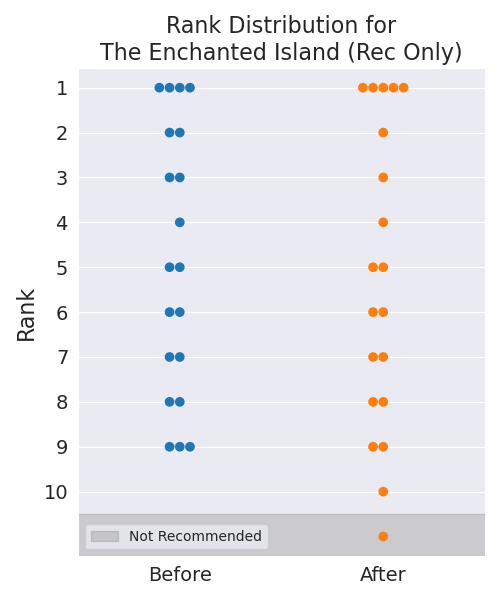 Rank Distribution for
The Enchanted Island (Rec Only)
Rank
1
2
3
4
5
6
7
8
9
10
Not Recommended
Before After